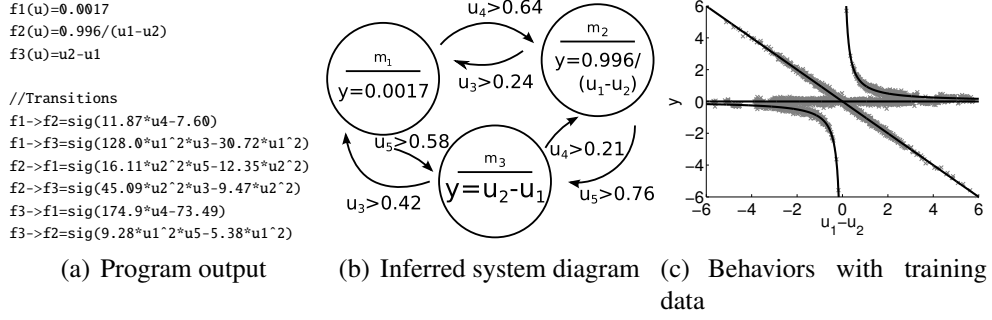 f1(u)=0.0017
f2(u)=0.996/(u1-u2)
f3(u)=u2-u1
//Transitions
f1->f2=sig(11.87*u4-7.60)
f1->f3=sig(128.0*u1^2*u3-30.72*u1^2)
f2->f1=sig(16.11*u2^2*u5-12.35*u2^2)
f2->f3=sig(45.09*u2^2*u3-9.47*u2^2)
f3->f1=sig(174.9*u4-73.49)
f3->f2=sig(9.28*u1^2*u5-5.38*u1^2)
(a) Program output
u4>0.64
m1
y=0.0017
m2
y=0.996/
(u1-u2)
u3>0.24
u5>0.58
u4>0.21
m3
y=u2-u1
u3>0.42
u5>0.76
(b) Inferred system diagram
6
4
2
0
-2
-4
-6
y
-6 -4 -2 0 2 4 6
u1-u2
(c) Behaviors with training
data